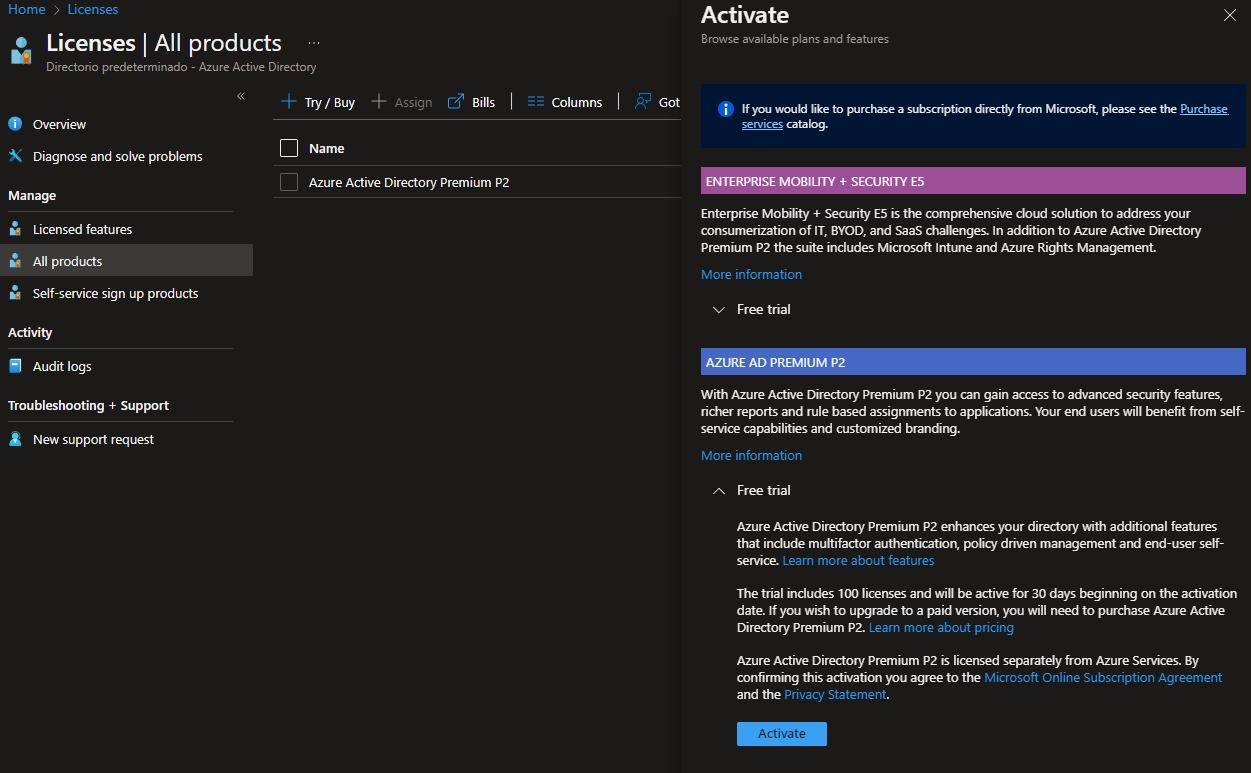 Home > Licenses
Licenses | All products ...
Directorio predeterminado - Azure Active Directory
«
Overview
Diagnose and solve problems
Manage
Licensed features
All products
Self-service sign up products
Activity
Audit logs
Troubleshooting + Support
New support request
+ Try / Buy + Assign Bills | Columns | Got
Name
Azure Active Directory Premium P2
Activate
Browse available plans and features
If you would like to purchase a subscription directly from Microsoft, please see the Purchase
services catalog.
ENTERPRISE MOBILITY + SECURITY E5
Enterprise Mobility + Security E5 is the comprehensive cloud solution to address your
consumerization of IT, BYOD, and SaaS challenges. In addition to Azure Active Directory
Premium P2 the suite includes Microsoft Intune and Azure Rights Management.
More information
Free trial
AZURE AD PREMIUM P2
With Azure Active Directory Premium P2 you can gain access to advanced security features,
richer reports and rule based assignments to applications. Your end users will benefit from self-
service capabilities and customized branding.
More information
Free trial
Azure Active Directory Premium P2 enhances your directory with additional features
that include multifactor authentication, policy driven management and end-user self-
service. Learn more about features
The trial includes 100 licenses and will be active for 30 days beginning on the activation
date. If you wish to upgrade to a paid version, you will need to purchase Azure Active
Directory Premium P2. Learn more about pricing
Azure Active Directory Premium P2 is licensed separately from Azure Services. By
confirming this activation you agree to the Microsoft Online Subscription Agreement
and the Privacy Statement.
Activate